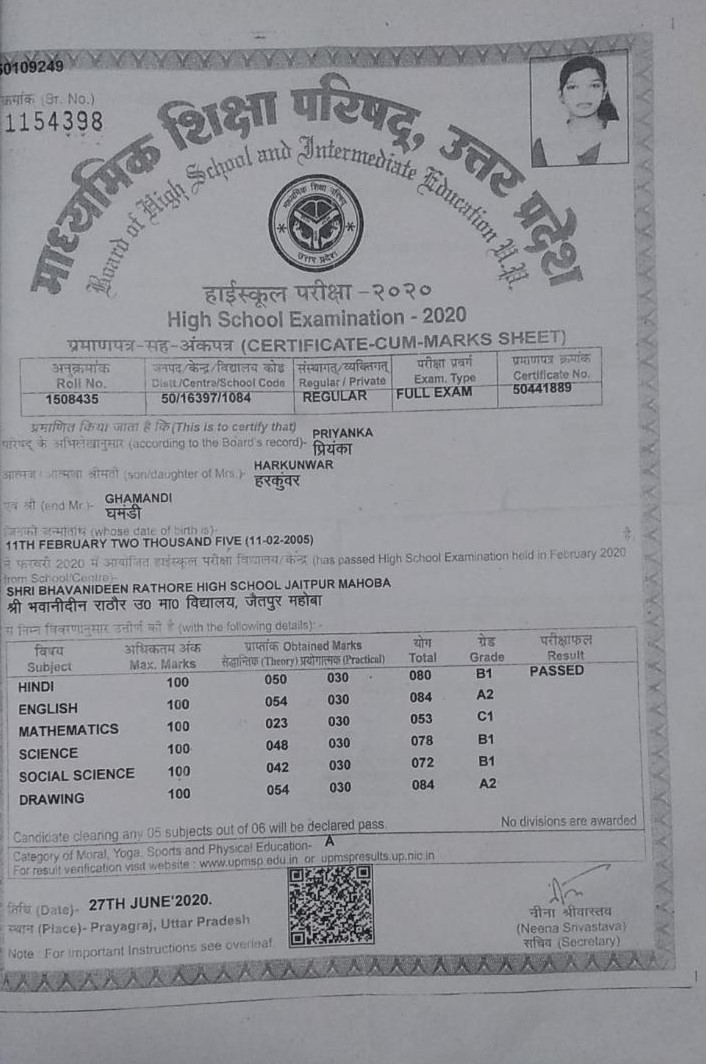 50109249
क्रमांक (Sr. No.)
1154398
माध्यमिक शिक्षा परिषद्, उत्तर प्रदेश
Board of High School and Intermediate Education U.P.
माध्यमिक शिक्षा परिषद्
उत्तर प्रदेश
हाईस्कूल परीक्षा -२०२०
High School Examination - 2020
प्रमाणपत्र-सह-अंकपत्र (CERTIFICATE-CUM-MARKS SHEET)
अनुक्रमांक जनपद/केन्द्र/विद्यालय कोड संस्थागत/व्यक्तिगत परीक्षा प्रवर्ग प्रमाणपत्र क्रमांक
Roll No. Distt/Centre/School Code Regular / Private Exam. Type Certificate No.
1508435 50/16397/1084 REGULAR FULL EXAM 50441889
प्रमाणित किया जाता है कि (This is to certify that) PRIYANKA
परिषद् के अभिलेखानुसार (according to the Board's record)- प्रियंका
आत्मज / आत्मजा श्रीमती (son/daughter of Mrs.)- HARKUNWAR
हरकुंवर
एवं श्री (and Mr.)- GHAMANDI
घमंडी
जिनकी जन्मतिथि (whose date of birth is)-
11TH FEBRUARY TWO THOUSAND FIVE (11-02-2005) है
ने फरवरी 2020 में आयोजित हाईस्कूल परीक्षा विद्यालय/केन्द्र (has passed High School Examination held in February 2020
from School/Centre)-
SHRI BHAVANIDEEN RATHORE HIGH SCHOOL JAITPUR MAHOBA
श्री भवानीदीन राठौर उ0 मा0 विद्यालय, जैतपुर महोबा
से निम्न विवरणानुसार उत्तीर्ण की है (with the following details): -
विषय अधिकतम अंक प्राप्तांक Obtained Marks योग ग्रेड परीक्षाफल
Subject Max. Marks सैद्धान्तिक (Theory) प्रयोगात्मक (Practical) Total Grade Result
HINDI 100 050 030 080 B1 PASSED
ENGLISH 100 054 030 084 A2
MATHEMATICS 100 023 030 053 C1
SCIENCE 100 048 030 078 B1
SOCIAL SCIENCE 100 042 030 072 B1
DRAWING 100 054 030 084 A2
Candidate clearing any 05 subjects out of 06 will be declared pass. No divisions are awarded
Category of Moral, Yoga, Sports and Physical Education- A
For result verification visit website : www.upmsp.edu.in or upmspresults.up.nic.in
तिथि (Date)- 27TH JUNE'2020.
स्थान (Place)- Prayagraj, Uttar Pradesh
Note : For Important Instructions see overleaf
नीना श्रीवास्तव
(Neena Srivastava)
सचिव (Secretary)